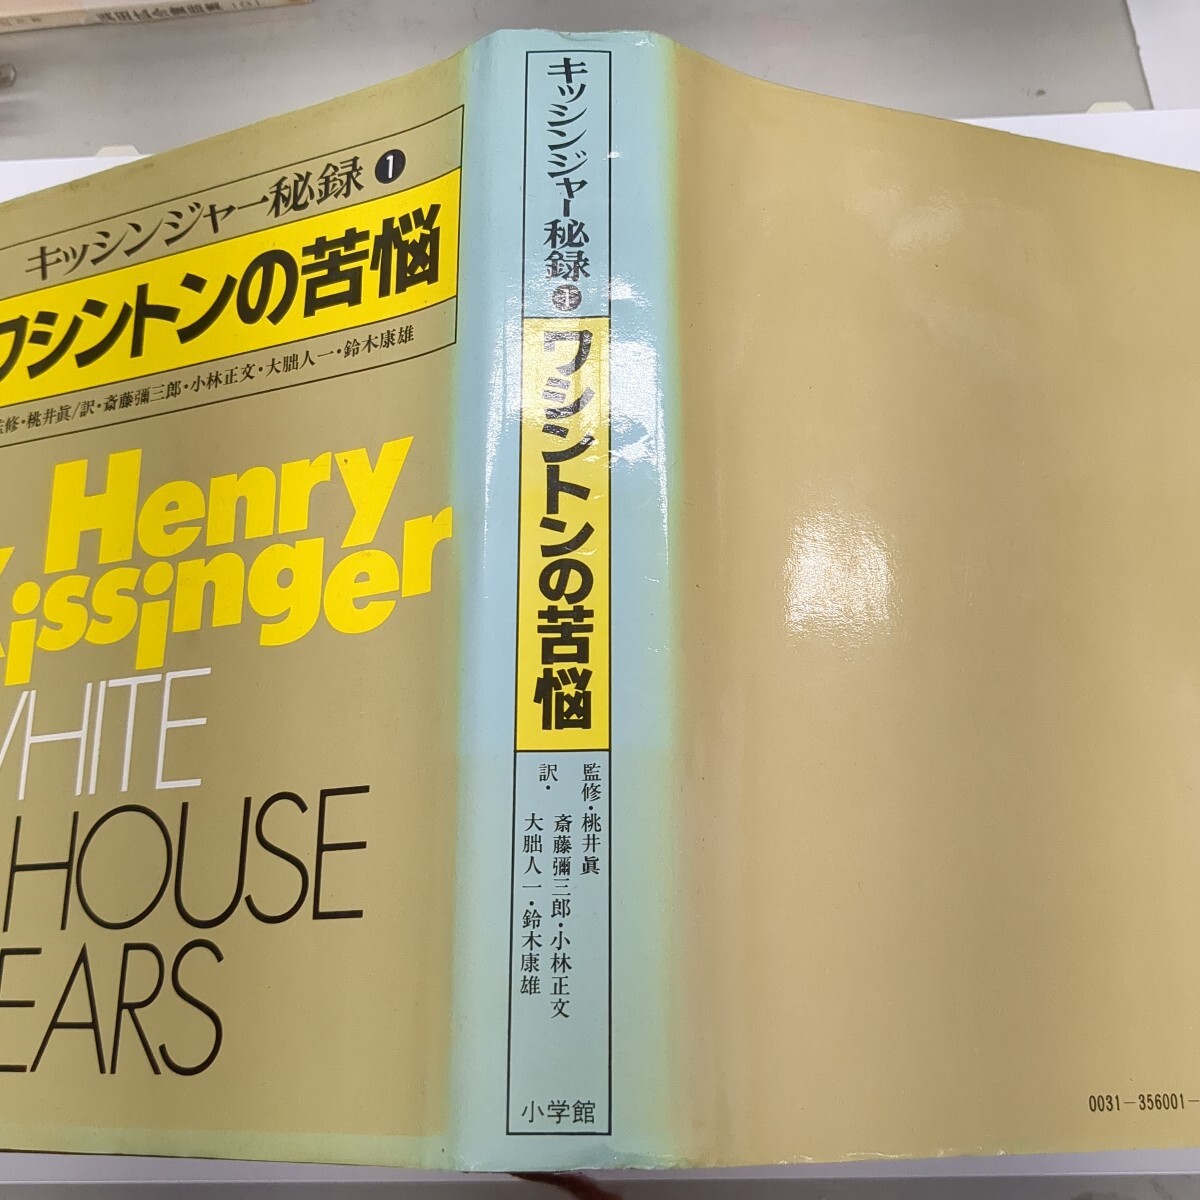 キッシンジャー秘録 1
ワシントンの苦悩
監修・桃井眞/訳・斎藤彌三郎・小林正文・大朏人一・鈴木康雄
Henry
Kissinger
WHITE
HOUSE
YEARS
キッシンジャー秘録 1
ワシントンの苦悩
監修・桃井眞
訳・斎藤彌三郎・小林正文
大朏人一・鈴木康雄
小学館
0031-356001-